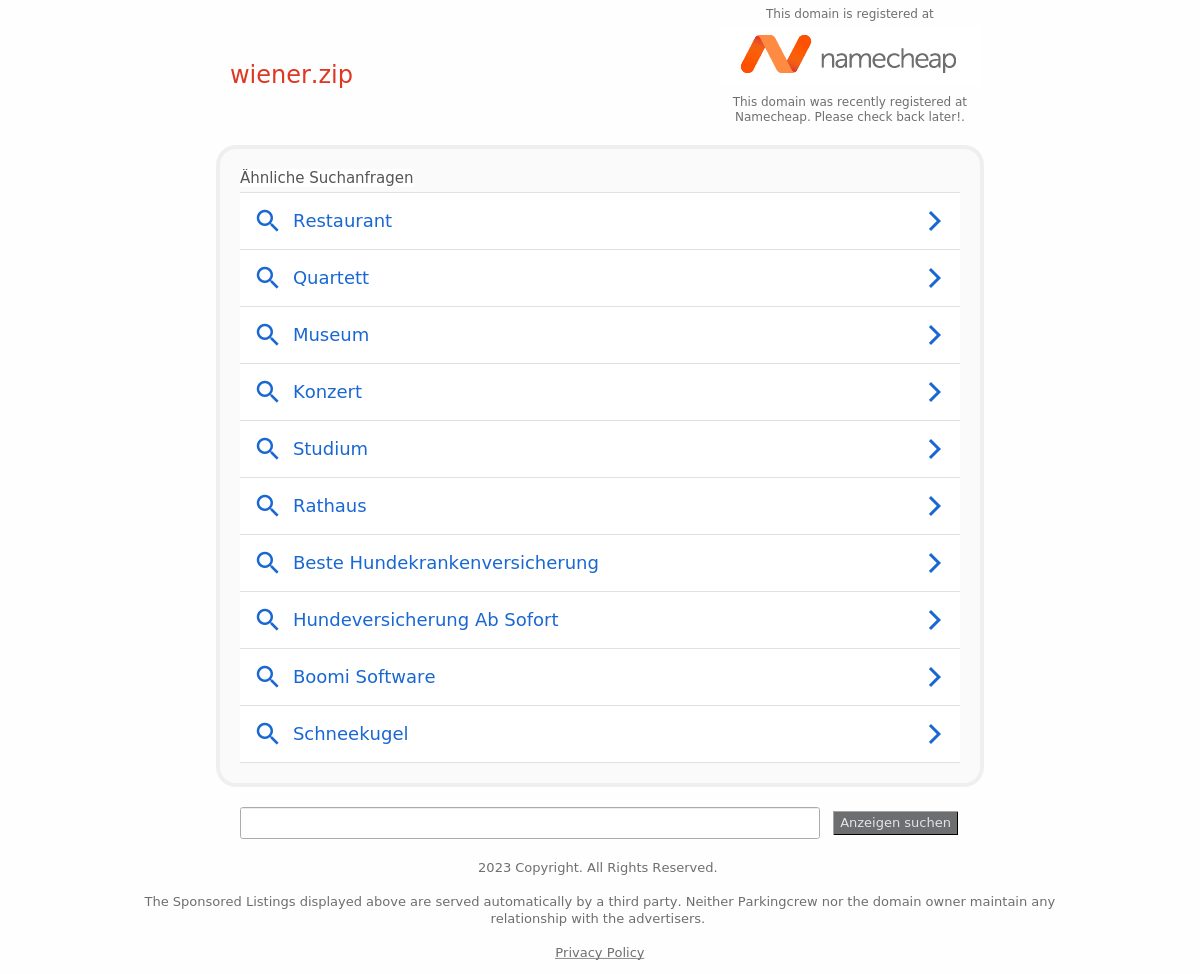 This domain is registered at
wiener.zip
namecheap
This domain was recently registered at
Namecheap. Please check back later!.
Ähnliche Suchanfragen
Restaurant
Quartett
Museum
Konzert
Studium
Rathaus
Beste Hundekrankenversicherung
Hundeversicherung Ab Sofort
Boomi Software
Schneekugel
Anzeigen suchen
2023 Copyright. All Rights Reserved.
The Sponsored Listings displayed above are served automatically by a third party. Neither Parkingcrew nor the domain owner maintain any
relationship with the advertisers.
Privacy Policy